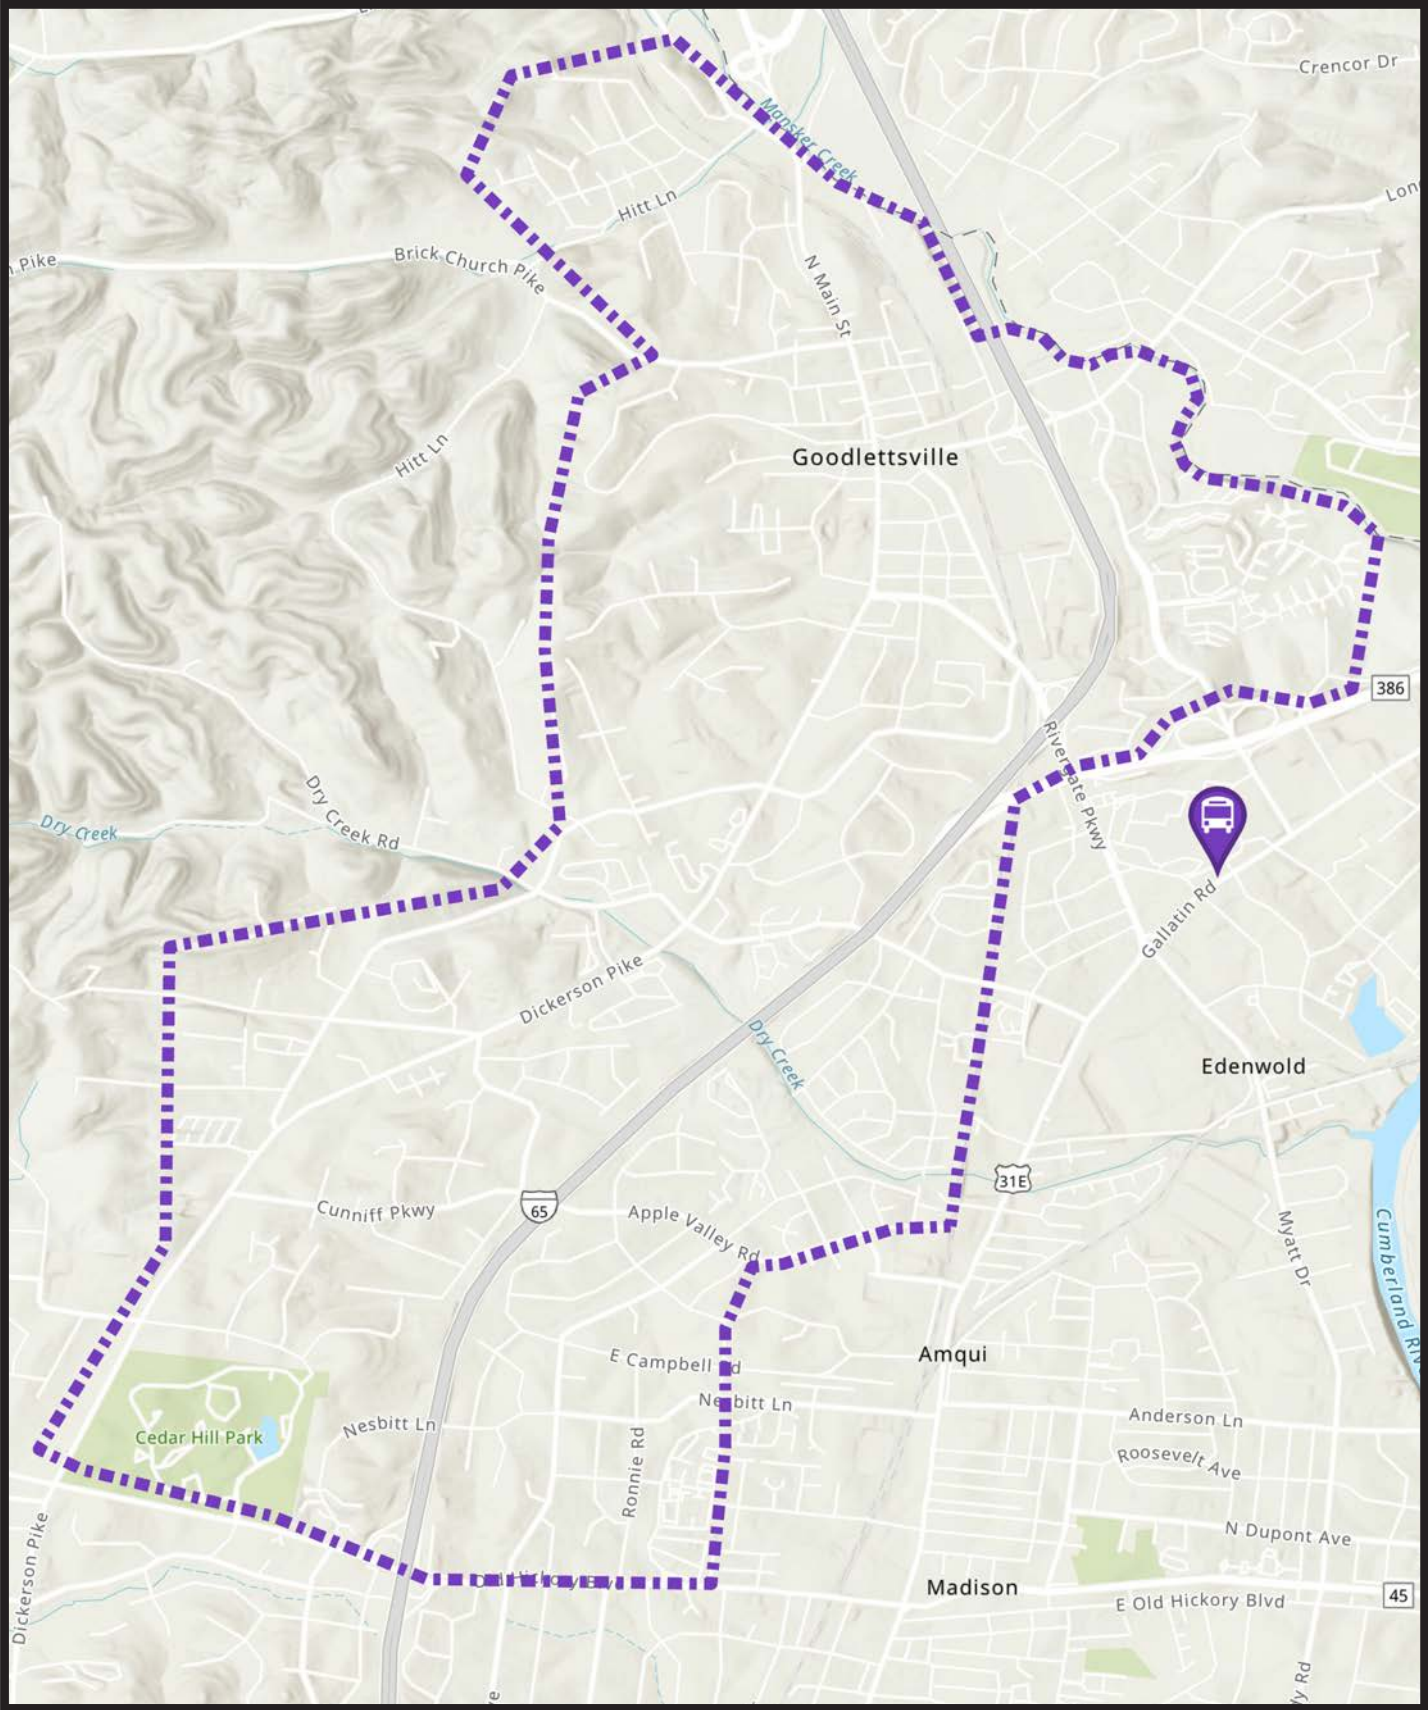 Crencor Dr
Mansker Creek
Hitt Ln
Brick Church Pike
Pike
N Main St
Goodlettsville
Hitt Ln
386
Rivergate Pkwy
Dry Creek Rd
Dry Creek
Gallatin Rd
Dickerson Pike
Dry Creek
Edenwold
31E
65
Cunniff Pkwy
Apple Valley Rd
Myatt Dr
Cumberland Riv
E Campbell Rd
Amqui
Nesbitt Ln
Nesbitt Ln
Cedar Hill Park
Anderson Ln
Roosevelt Ave
Ronnie Rd
N Dupont Ave
Dickerson Pike
Old Hickory Blvd
Madison
E Old Hickory Blvd
45